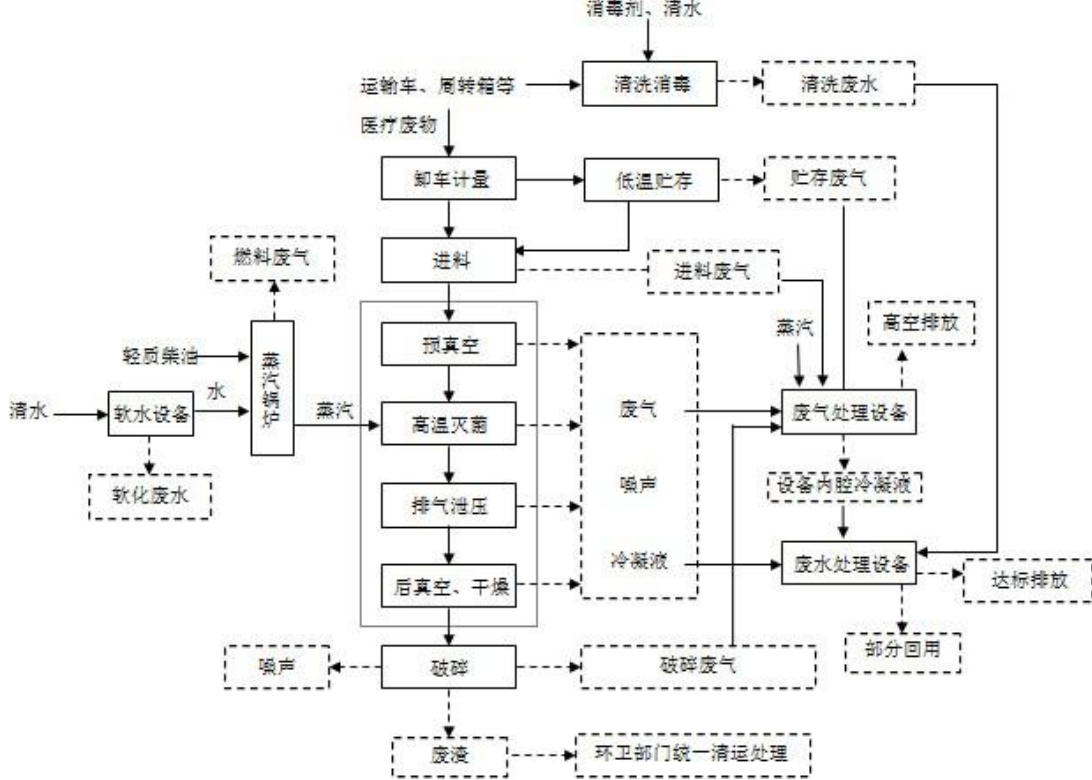 消毒剂、清水
运输车、周转箱等
清洗消毒
清洗废水
医疗废物
卸车计量
低温贮存
贮存废气
进料
进料废气
燃料废气
蒸汽
高空排放
预真空
轻质柴油
蒸汽锅炉
水
清水
软水设备
蒸汽
高温灭菌
废气
废气处理设备
软化废水
排气泄压
噪声
设备内腔冷凝液
后真空、干燥
冷凝液
废水处理设备
达标排放
部分回用
噪声
破碎
破碎废气
废渣
环卫部门统一清运处理